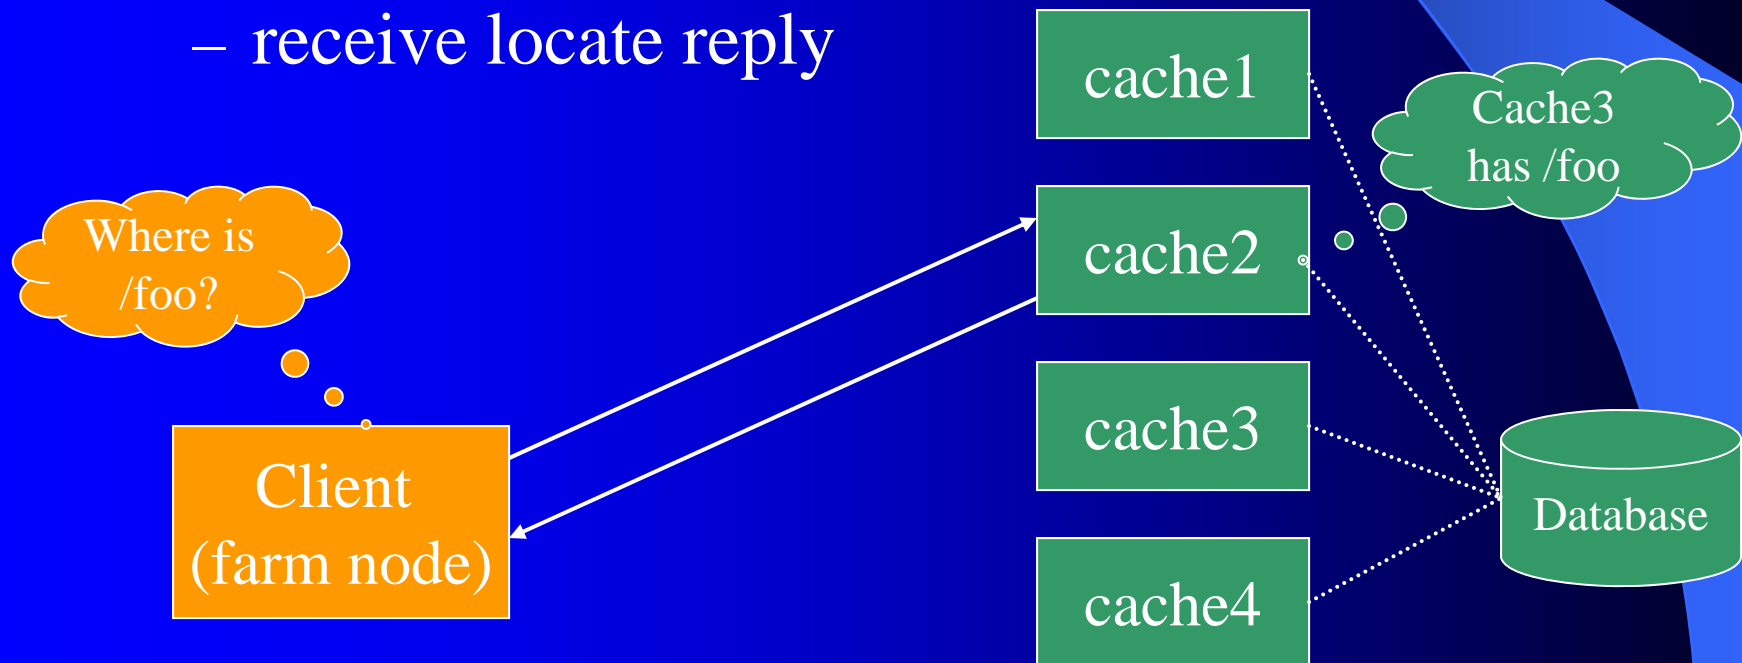 – receive locate reply
cache1
Cache3
has /foo
Where is
/foo?
cache2
cache3
Client
(farm node)
Database
cache4